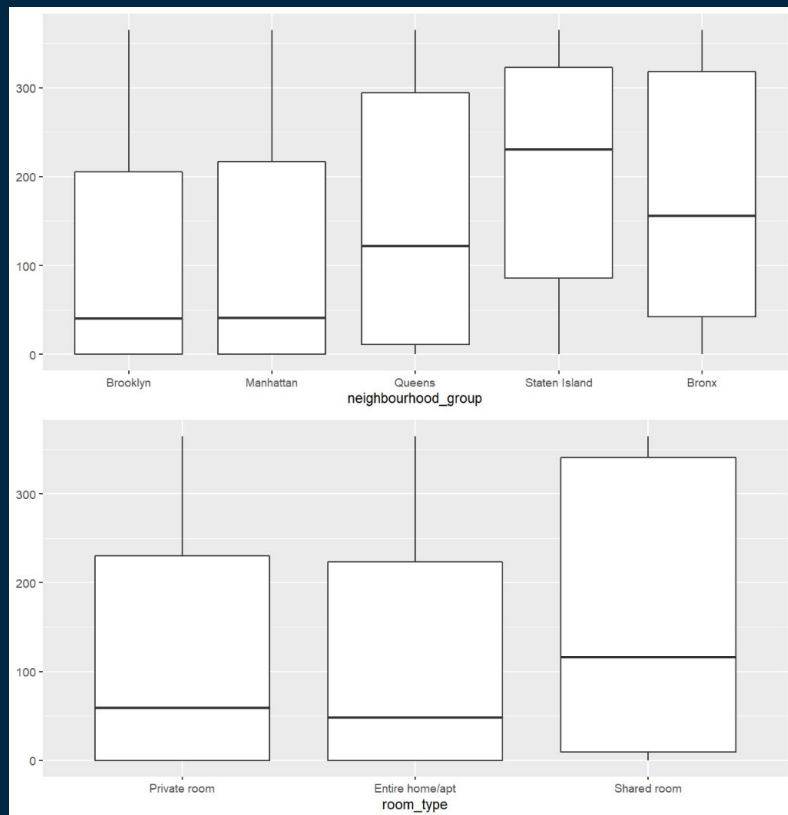 300
200
100
0
Brooklyn Manhattan Queens Staten Island Bronx
neighbourhood_group
300
200
100
0
Private room Entire home/apt Shared room
room_type